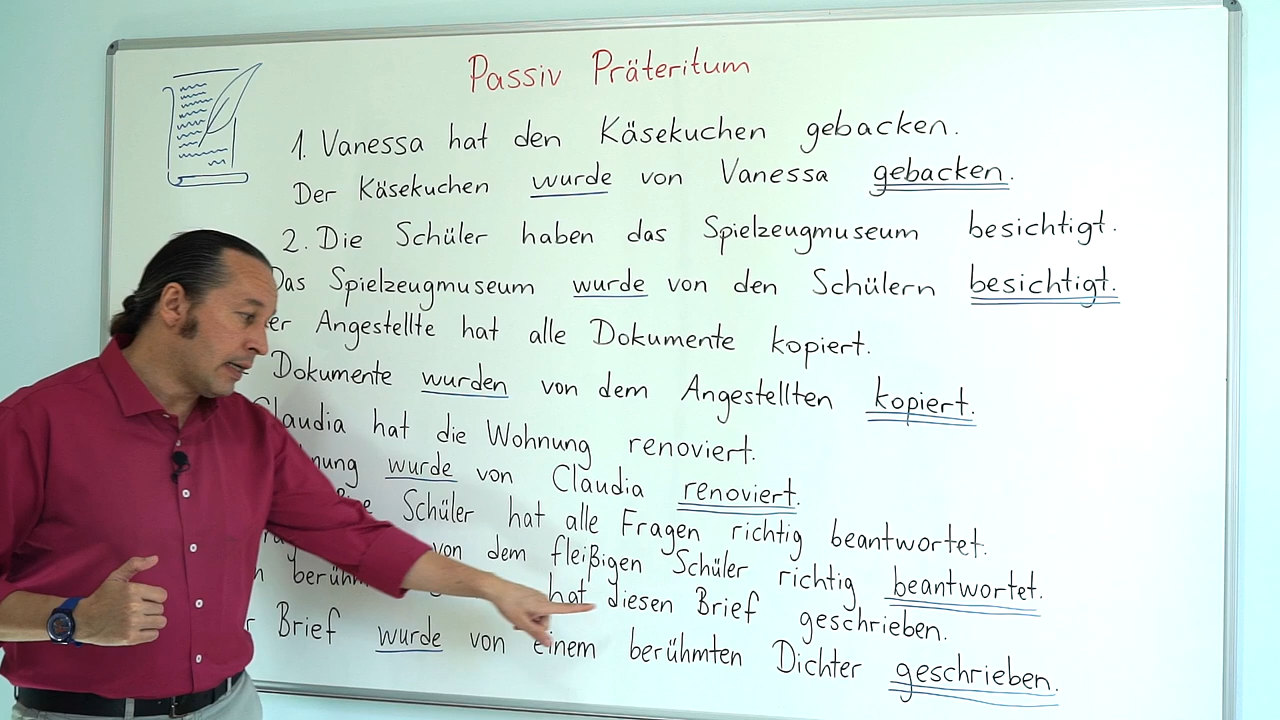 Passiv Präteritum
1. Vanessa hat den Käsekuchen gebacken.
Der Käsekuchen wurde von Vanessa gebacken.
2. Die Schüler haben das Spielzeugmuseum besichtigt.
Das Spielzeugmuseum wurde von den Schülern besichtigt.
Angestellte hat alle Dokumente kopiert.
Dokumente wurden von dem Angestellten kopiert.
Claudia hat die Wohnung renoviert.
wurde von Claudia renoviert.
Schüler hat alle Fragen richtig beantwortet.
von dem fleißigen Schüler richtig beantwortet.
hat diesen Brief geschrieben.
Brief wurde von einem berühmten Dichter geschrieben.